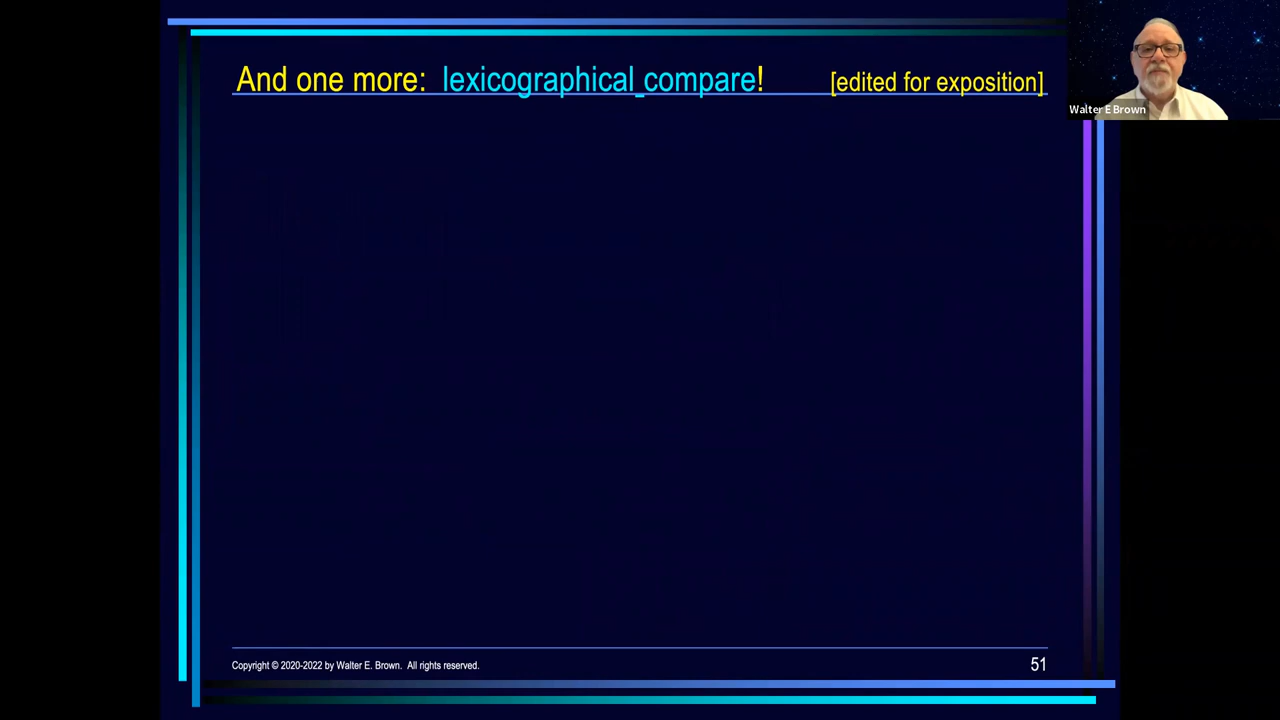 And one more: lexicographical_compare! [edited for exposition]
Walter E Brown
Copyright © 2020-2022 by Walter E. Brown. All rights reserved.
51